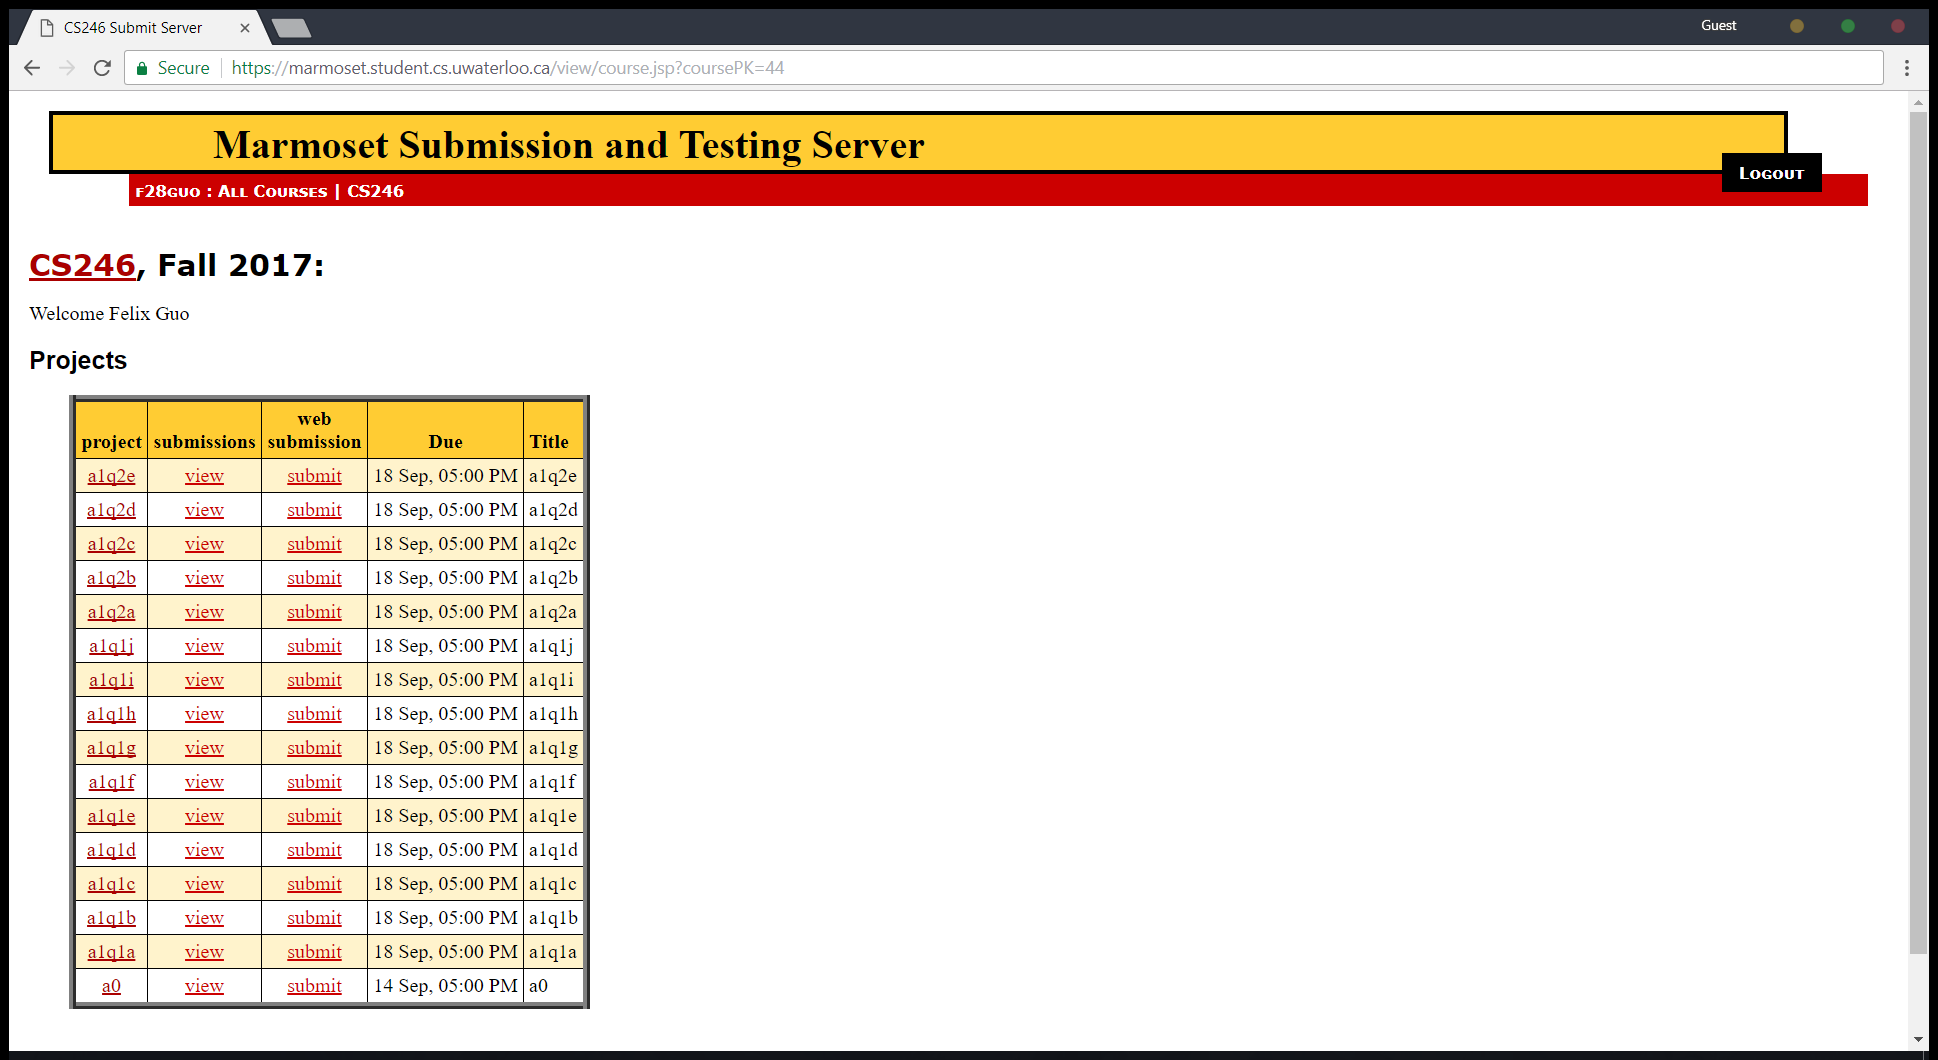 CS246 Submit Server
Guest
Secure
https://marmoset.student.cs.uwaterloo.ca/view/course.jsp?coursePK=44
Marmoset Submission and Testing Server
Logout
f28guo : All Courses | CS246
CS246, Fall 2017:
Welcome Felix Guo
Projects
project submissions web submission Due Title
a1q2e view submit 18 Sep, 05:00 PM a1q2e
a1q2d view submit 18 Sep, 05:00 PM a1q2d
a1q2c view submit 18 Sep, 05:00 PM a1q2c
a1q2b view submit 18 Sep, 05:00 PM a1q2b
a1q2a view submit 18 Sep, 05:00 PM a1q2a
a1q1j view submit 18 Sep, 05:00 PM a1q1j
a1q1i view submit 18 Sep, 05:00 PM a1q1i
a1q1h view submit 18 Sep, 05:00 PM a1q1h
a1q1g view submit 18 Sep, 05:00 PM a1q1g
a1q1f view submit 18 Sep, 05:00 PM a1q1f
a1q1e view submit 18 Sep, 05:00 PM a1q1e
a1q1d view submit 18 Sep, 05:00 PM a1q1d
a1q1c view submit 18 Sep, 05:00 PM a1q1c
a1q1b view submit 18 Sep, 05:00 PM a1q1b
a1q1a view submit 18 Sep, 05:00 PM a1q1a
a0 view submit 14 Sep, 05:00 PM a0